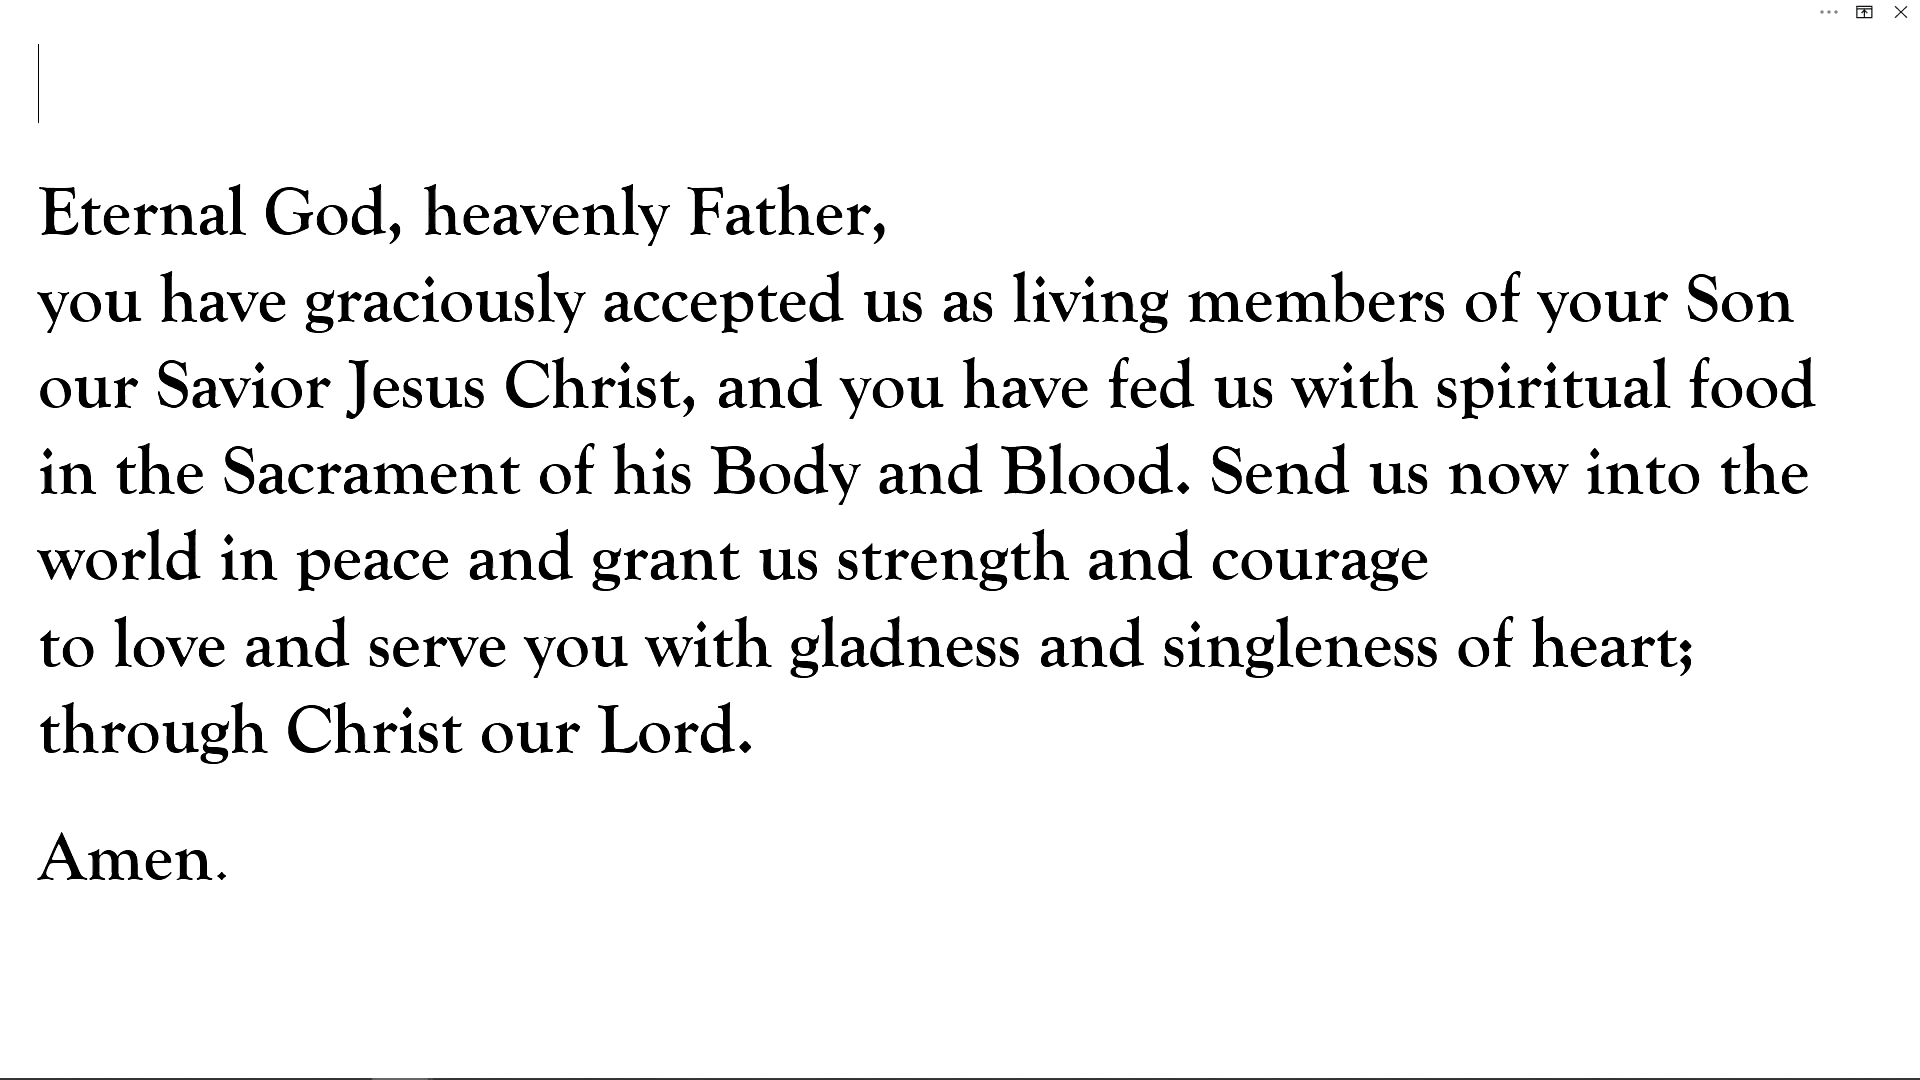 Eternal God, heavenly Father,
you have graciously accepted us as living members of your Son
our Savior Jesus Christ, and you have fed us with spiritual food
in the Sacrament of his Body and Blood. Send us now into the
world in peace and grant us strength and courage
to love and serve you with gladness and singleness of heart;
through Christ our Lord.
Amen.